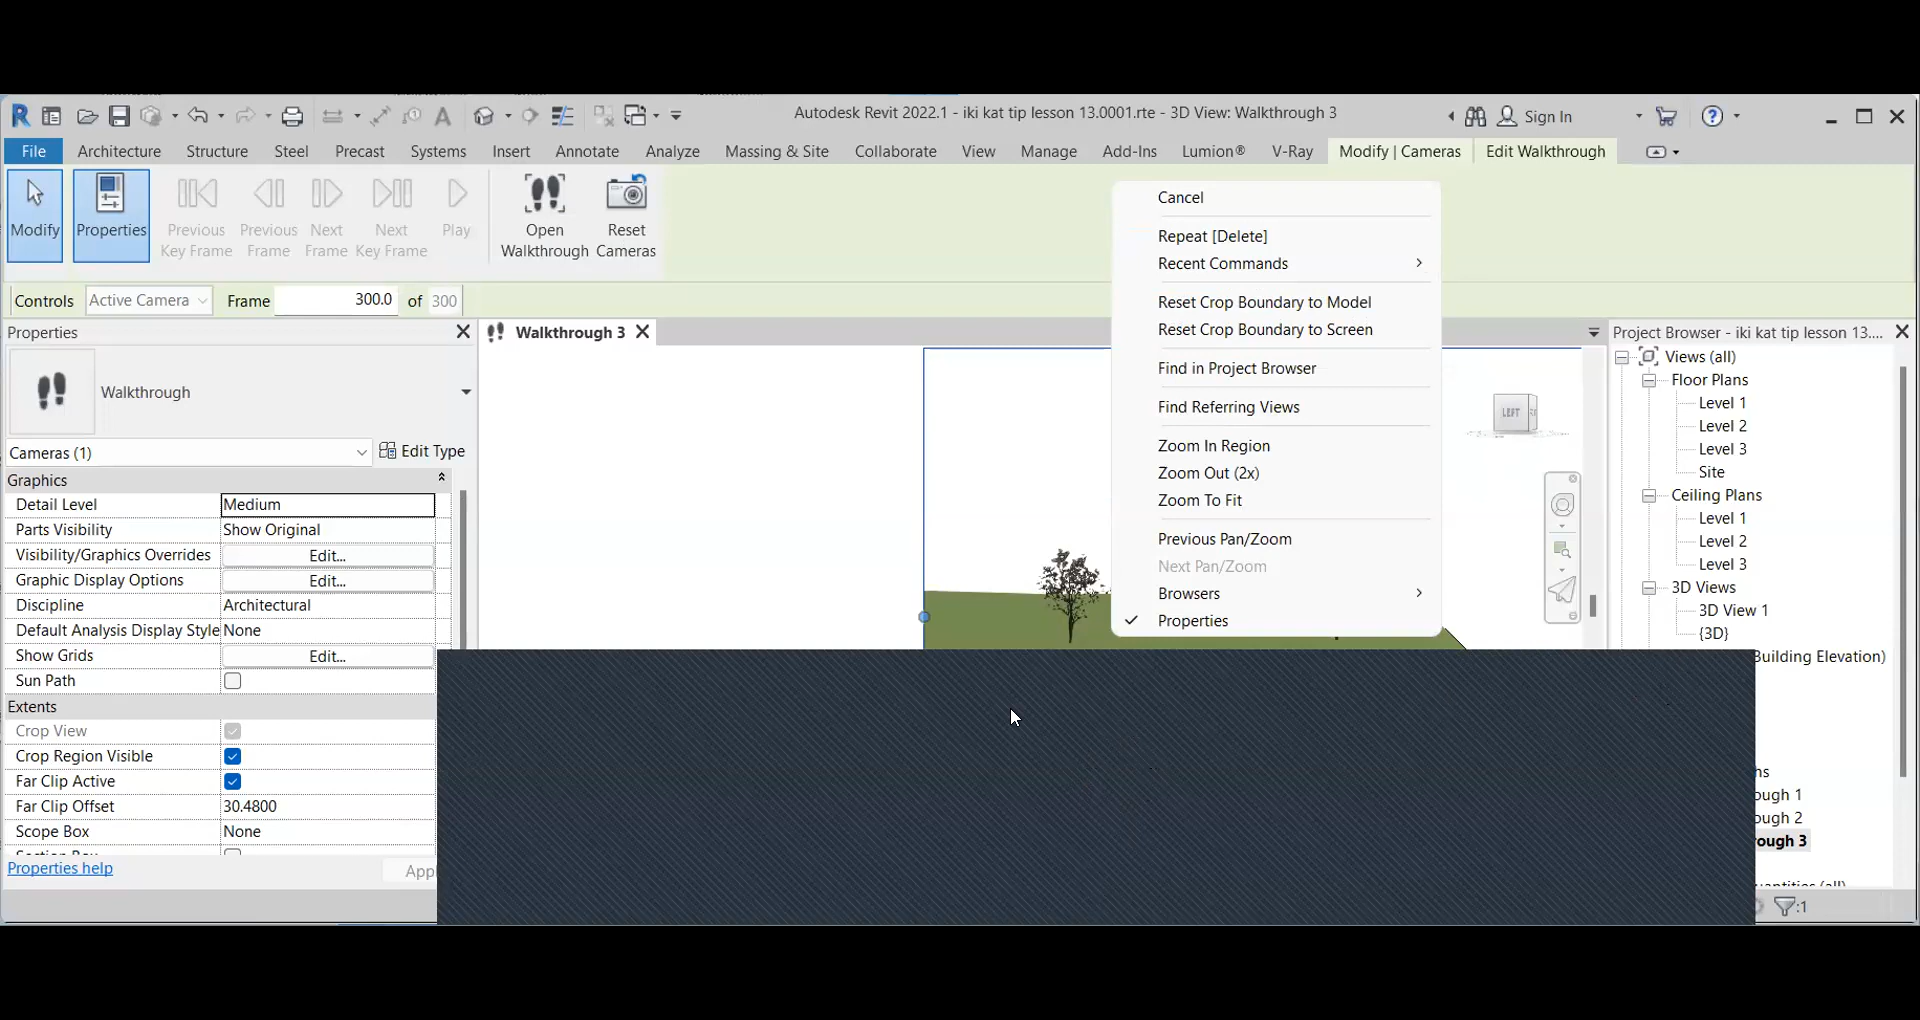 Autodesk Revit 2022.1 - iki kat tip lesson 13.0001.rte - 3D View: Walkthrough 3
Sign In
File Architecture Structure Steel Precast Systems Insert Annotate Analyze Massing & Site Collaborate View Manage Add-Ins Lumion® V-Ray Modify | Cameras Edit Walkthrough
Modify
Properties
Previous
Key Frame
Previous
Frame
Next
Frame
Next
Key Frame
Play
Open
Walkthrough
Reset
Cameras
Controls Active Camera Frame 300.0 of 300
Properties
Walkthrough
Cameras (1) Edit Type
Graphics
Detail Level Medium
Parts Visibility Show Original
Visibility/Graphics Overrides Edit...
Graphic Display Options Edit...
Discipline Architectural
Default Analysis Display Style None
Show Grids Edit...
Sun Path
Extents
Crop View
Crop Region Visible
Far Clip Active
Far Clip Offset 30.4800
Scope Box None
Properties help
Appl
Walkthrough 3
LEFT
Cancel
Repeat [Delete]
Recent Commands
Reset Crop Boundary to Model
Reset Crop Boundary to Screen
Find in Project Browser
Find Referring Views
Zoom In Region
Zoom Out (2x)
Zoom To Fit
Previous Pan/Zoom
Next Pan/Zoom
Browsers
Properties
Project Browser - iki kat tip lesson 13....
Views (all)
Floor Plans
Level 1
Level 2
Level 3
Site
Ceiling Plans
Level 1
Level 2
Level 3
3D Views
3D View 1
{3D}
Building Elevation)
ns
ough 1
ough 2
rough 3
:1